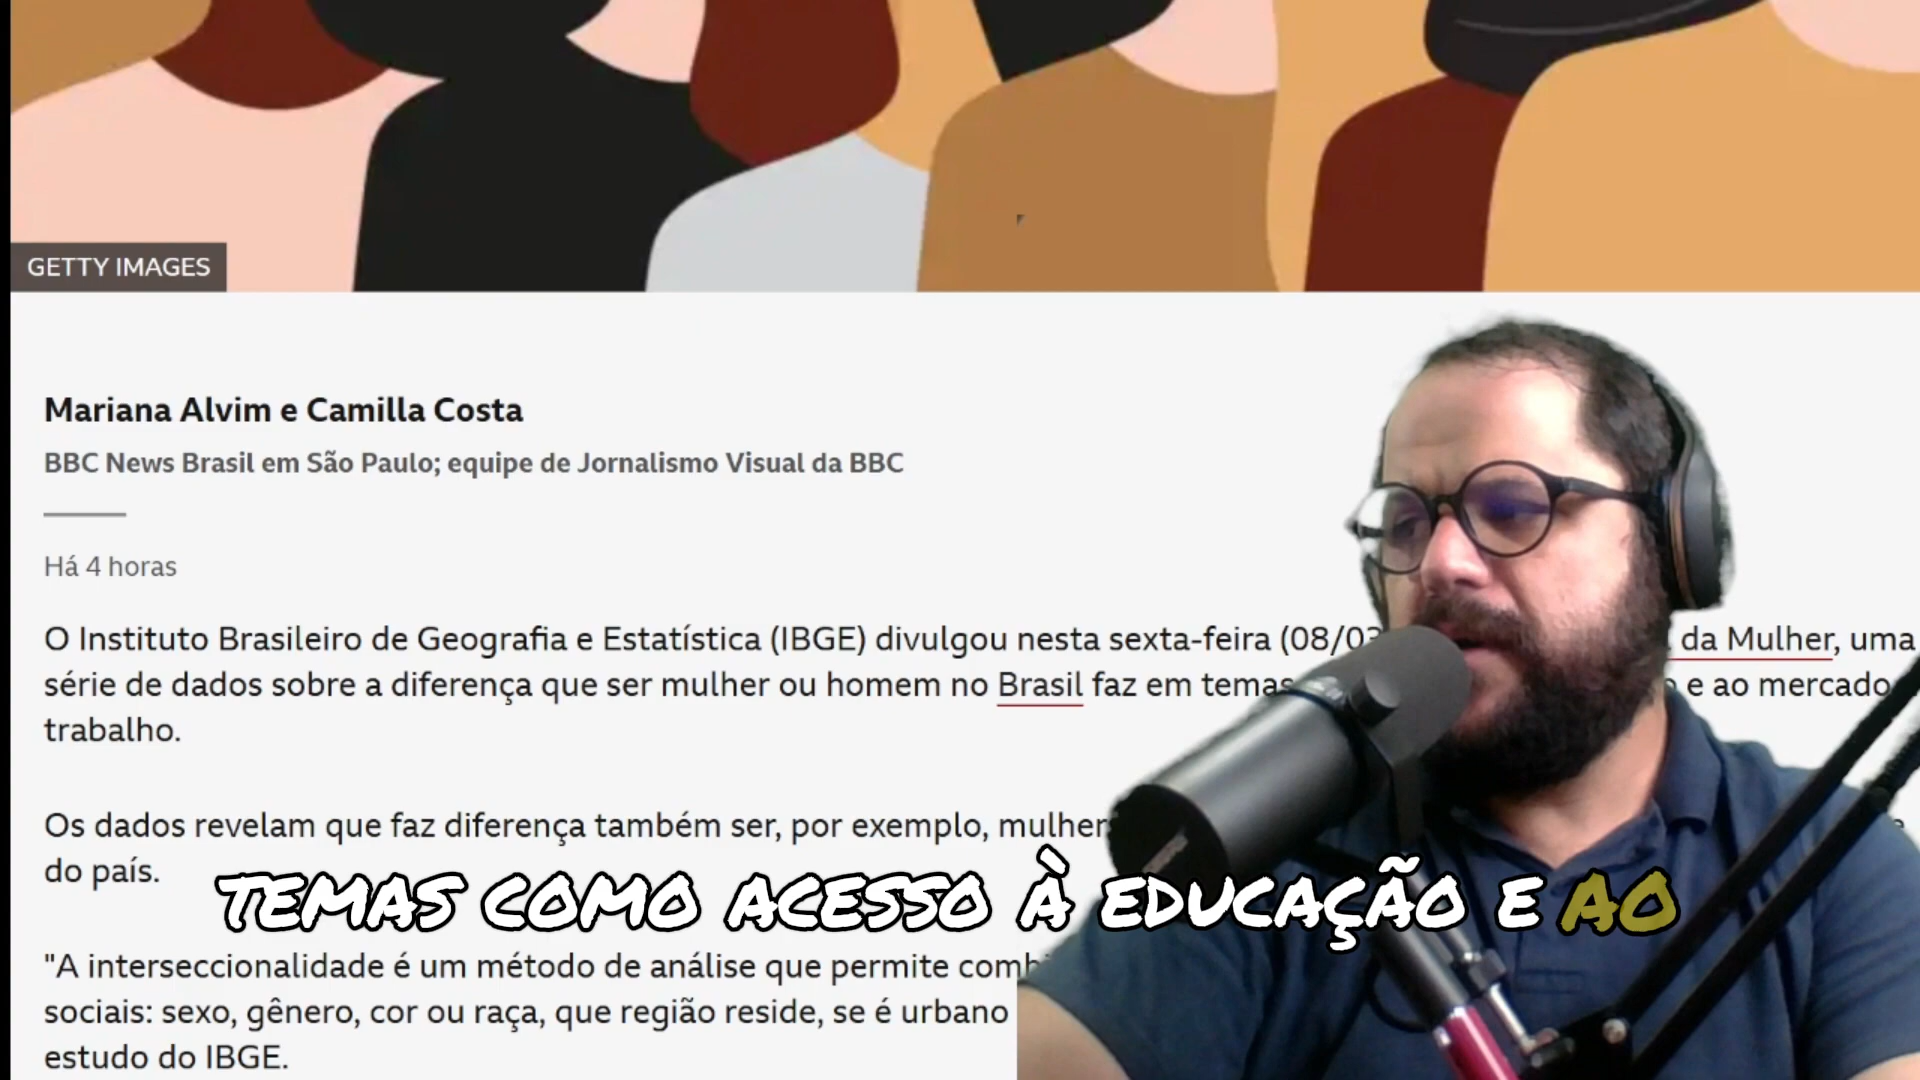 GETTY IMAGES
Mariana Alvim e Camilla Costa
BBC News Brasil em São Paulo; equipe de Jornalismo Visual da BBC
Há 4 horas
O Instituto Brasileiro de Geografia e Estatística (IBGE) divulgou nesta sexta-feira (08/03 da Mulher, uma
série de dados sobre a diferença que ser mulher ou homem no Brasil faz em temas e ao mercado
trabalho.
Os dados revelam que faz diferença também ser, por exemplo, mulher
do país.
TEMAS COMO ACESSO À EDUCAÇÃO E AO
"A interseccionalidade é um método de análise que permite
sociais: sexo, gênero, cor ou raça, que região reside, se é urbano
estudo do IBGE.